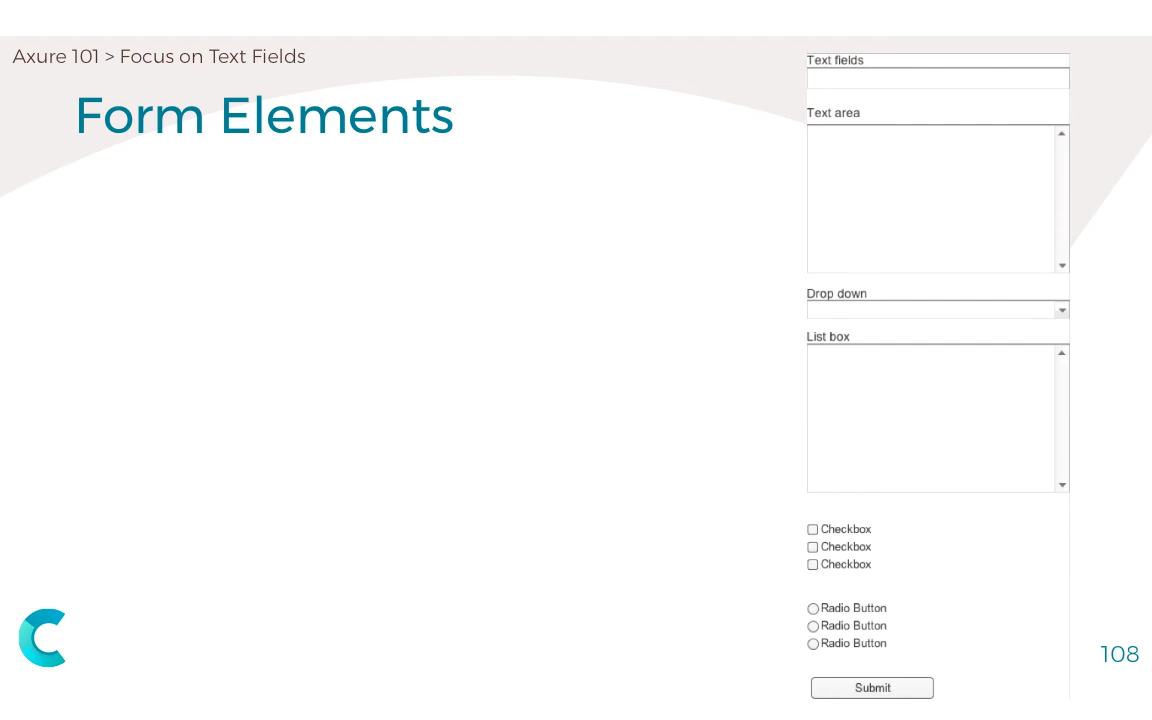 Axure 101 > Focus on Text Fields
Form Elements
Text fields
Text area
Drop down
List box
Checkbox
Checkbox
Checkbox
Radio Button
Radio Button
Radio Button
Submit
108